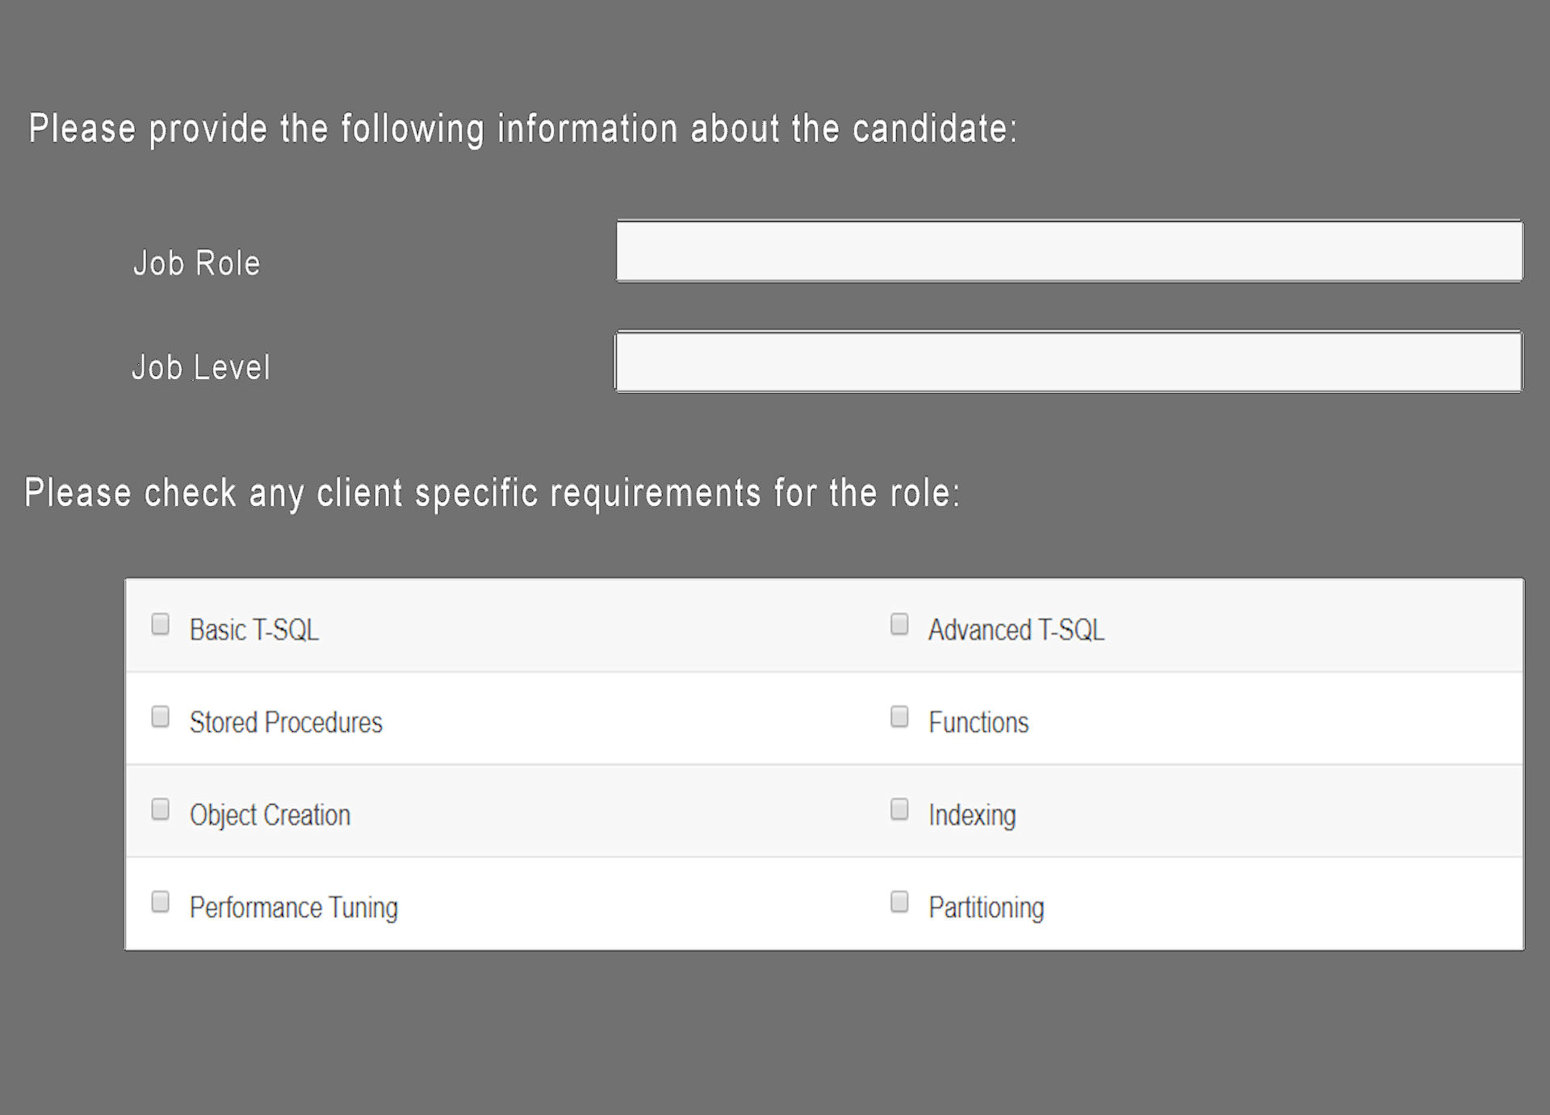 Please provide the following information about the candidate:
Job Role
Job Level
Please check any client specific requirements for the role:
Basic T-SQL Advanced T-SQL
Stored Procedures Functions
Object Creation Indexing
Performance Tuning Partitioning